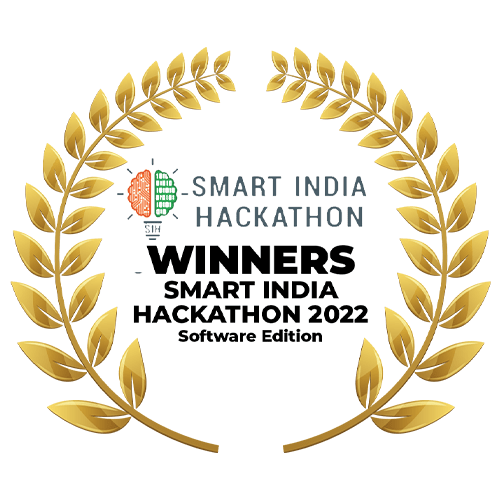 SMART INDIA
HACKATHON
SIH
WINNERS
SMART INDIA
HACKATHON 2022
Software Edition